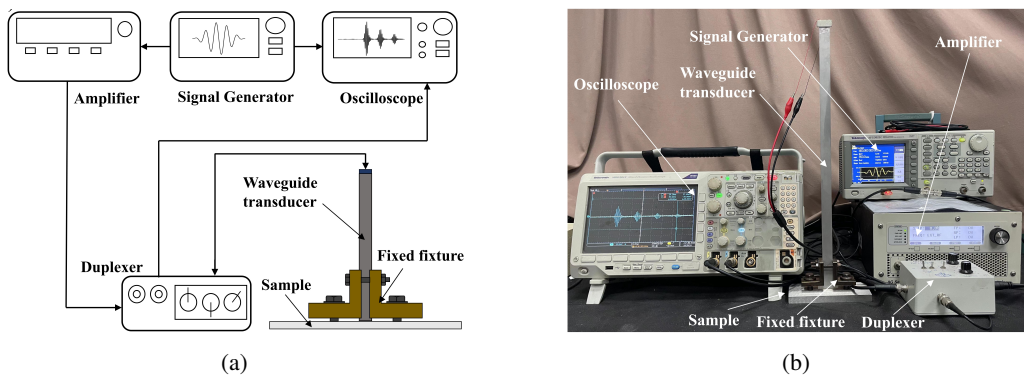 Amplifier
Signal Generator
Oscilloscope
Waveguide
transducer
Duplexer
Fixed fixture
Sample
(a)
Signal Generator
Amplifier
Waveguide
transducer
Oscilloscope
Sample
Fixed fixture
Duplexer
(b)